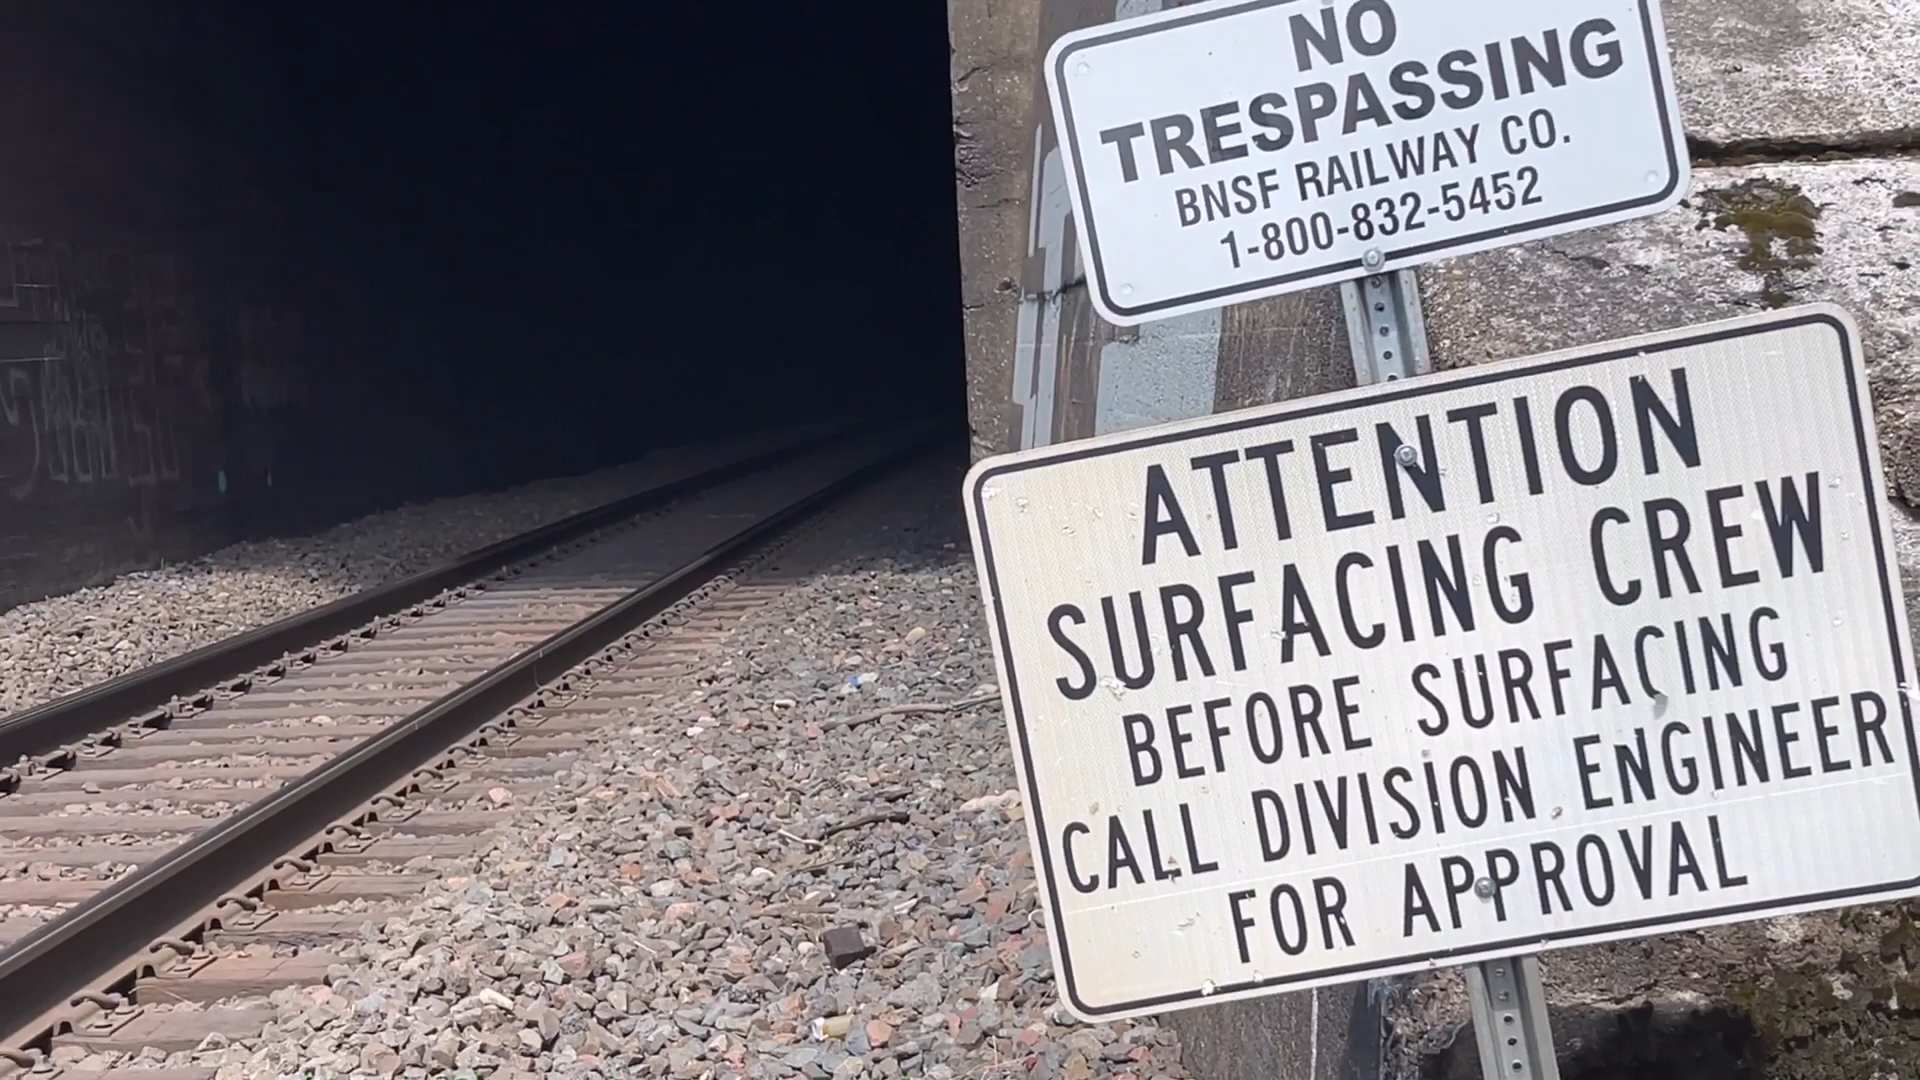 NO
TRESPASSING
BNSF RAILWAY CO.
1-800-832-5452
ATTENTION
SURFACING CREW
BEFORE SURFACING
CALL DIVISION ENGINEER
FOR APPROVAL